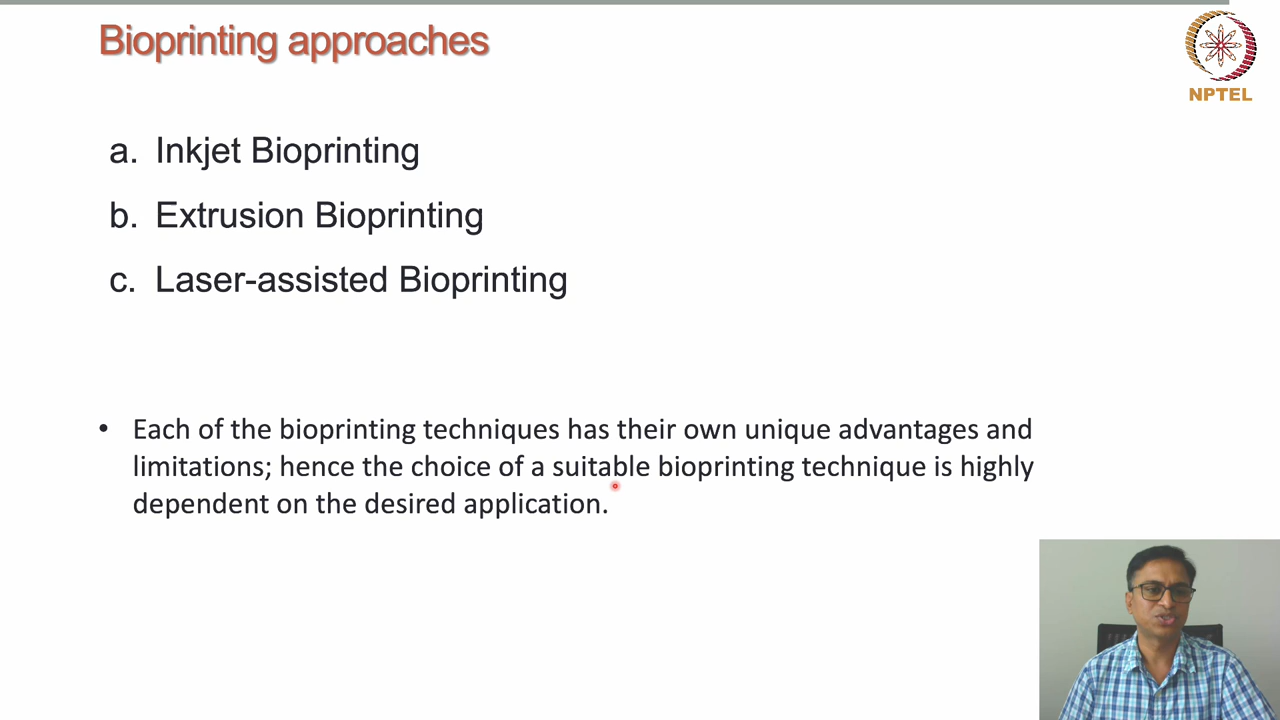 Bioprinting approaches
NPTEL
a. Inkjet Bioprinting
b. Extrusion Bioprinting
c. Laser-assisted Bioprinting
• Each of the bioprinting techniques has their own unique advantages and
limitations; hence the choice of a suitable bioprinting technique is highly
dependent on the desired application.